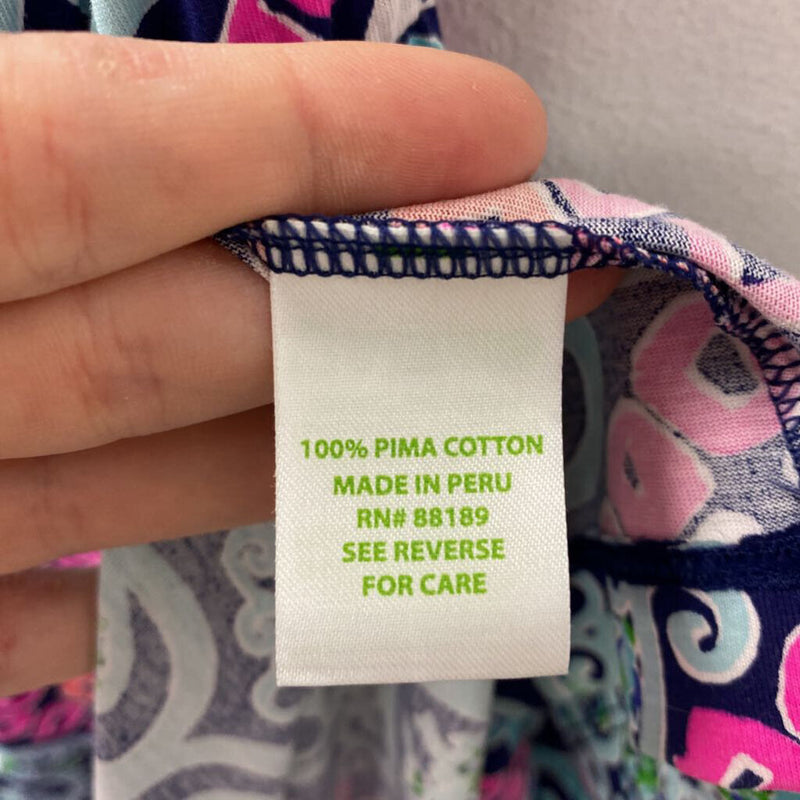 100% PIMA COTTON
MADE IN PERU
RN# 88189
SEE REVERSE
FOR CARE